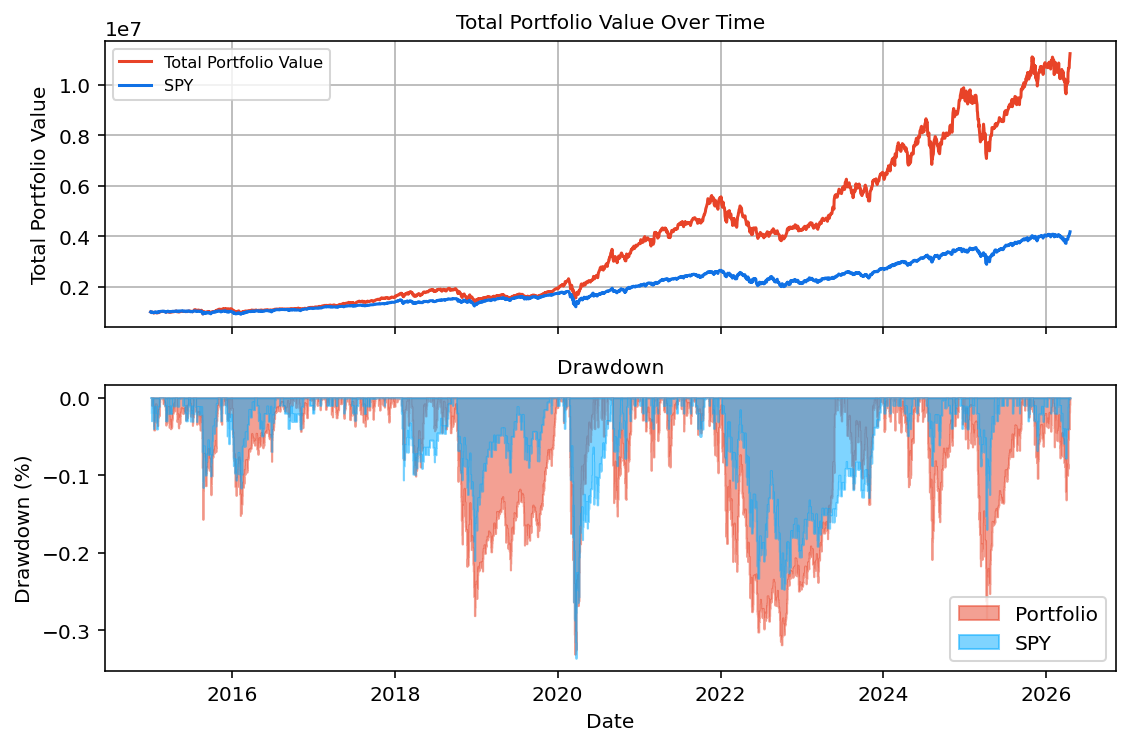 Total Portfolio Value Over Time
1e7
Total Portfolio Value
SPY
1.0
0.8
0.6
0.4
0.2
Total Portfolio Value
Drawdown
0.0
−0.1
−0.2
−0.3
Drawdown (%)
Portfolio
SPY
2016 2018 2020 2022 2024 2026
Date